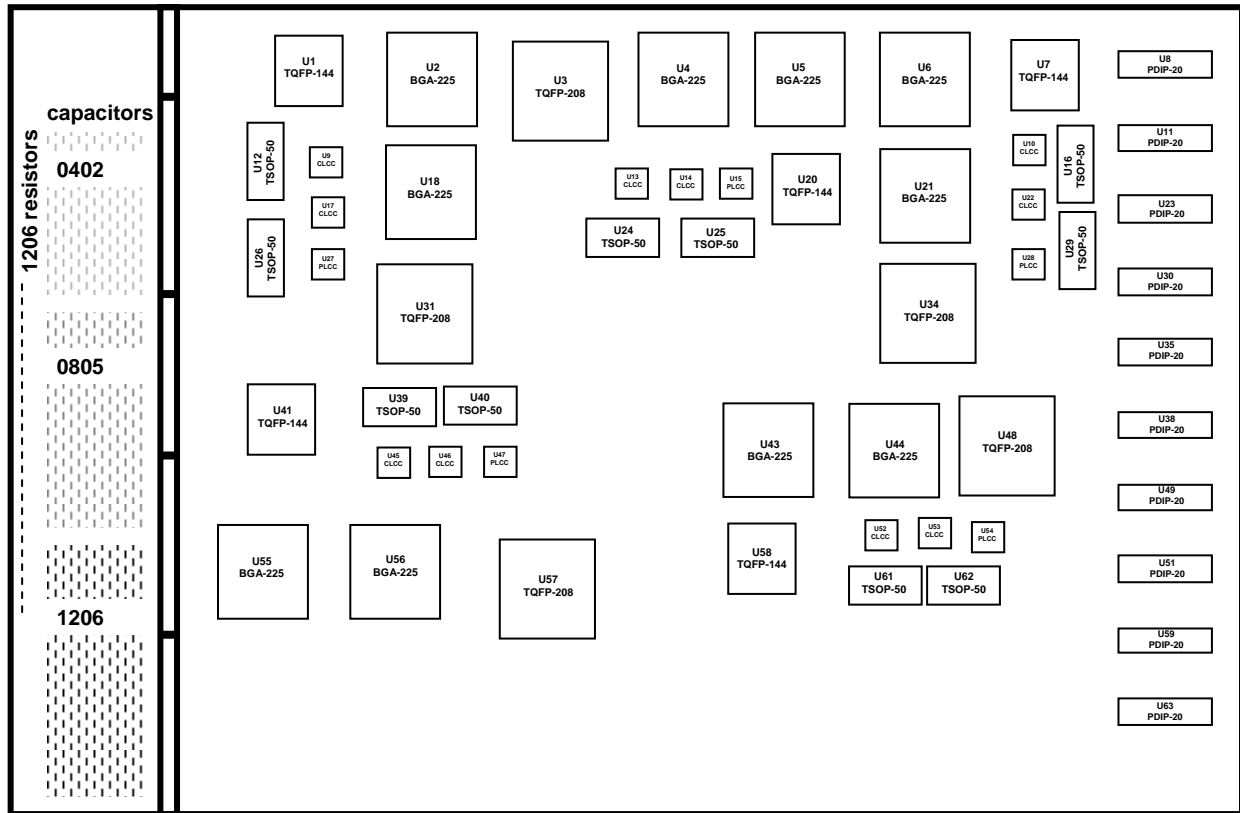 U1
TQFP-144
U2
BGA-225
U3
TQFP-208
U4
BGA-225
U5
BGA-225
U6
BGA-225
U7
TQFP-144
U8
PDIP-20
capacitors
0402
1206 resistors
0805
1206
U12
TSOP-50
U9
CLCC
U18
BGA-225
U13
CLCC
U14
CLCC
U15
PLCC
U20
TQFP-144
U21
BGA-225
U10
CLCC
U16
TSOP-50
U11
PDIP-20
U17
CLCC
U22
CLCC
U23
PDIP-20
U26
TSOP-50
U27
PLCC
U24
TSOP-50
U25
TSOP-50
U28
PLCC
U29
TSOP-50
U30
PDIP-20
U31
TQFP-208
U34
TQFP-208
U35
PDIP-20
U41
TQFP-144
U39
TSOP-50
U40
TSOP-50
U43
BGA-225
U44
BGA-225
U48
TQFP-208
U38
PDIP-20
U45
CLCC
U46
CLCC
U47
PLCC
U49
PDIP-20
U55
BGA-225
U56
BGA-225
U57
TQFP-208
U58
TQFP-144
U52
CLCC
U53
CLCC
U54
PLCC
U51
PDIP-20
U61
TSOP-50
U62
TSOP-50
U59
PDIP-20
U63
PDIP-20